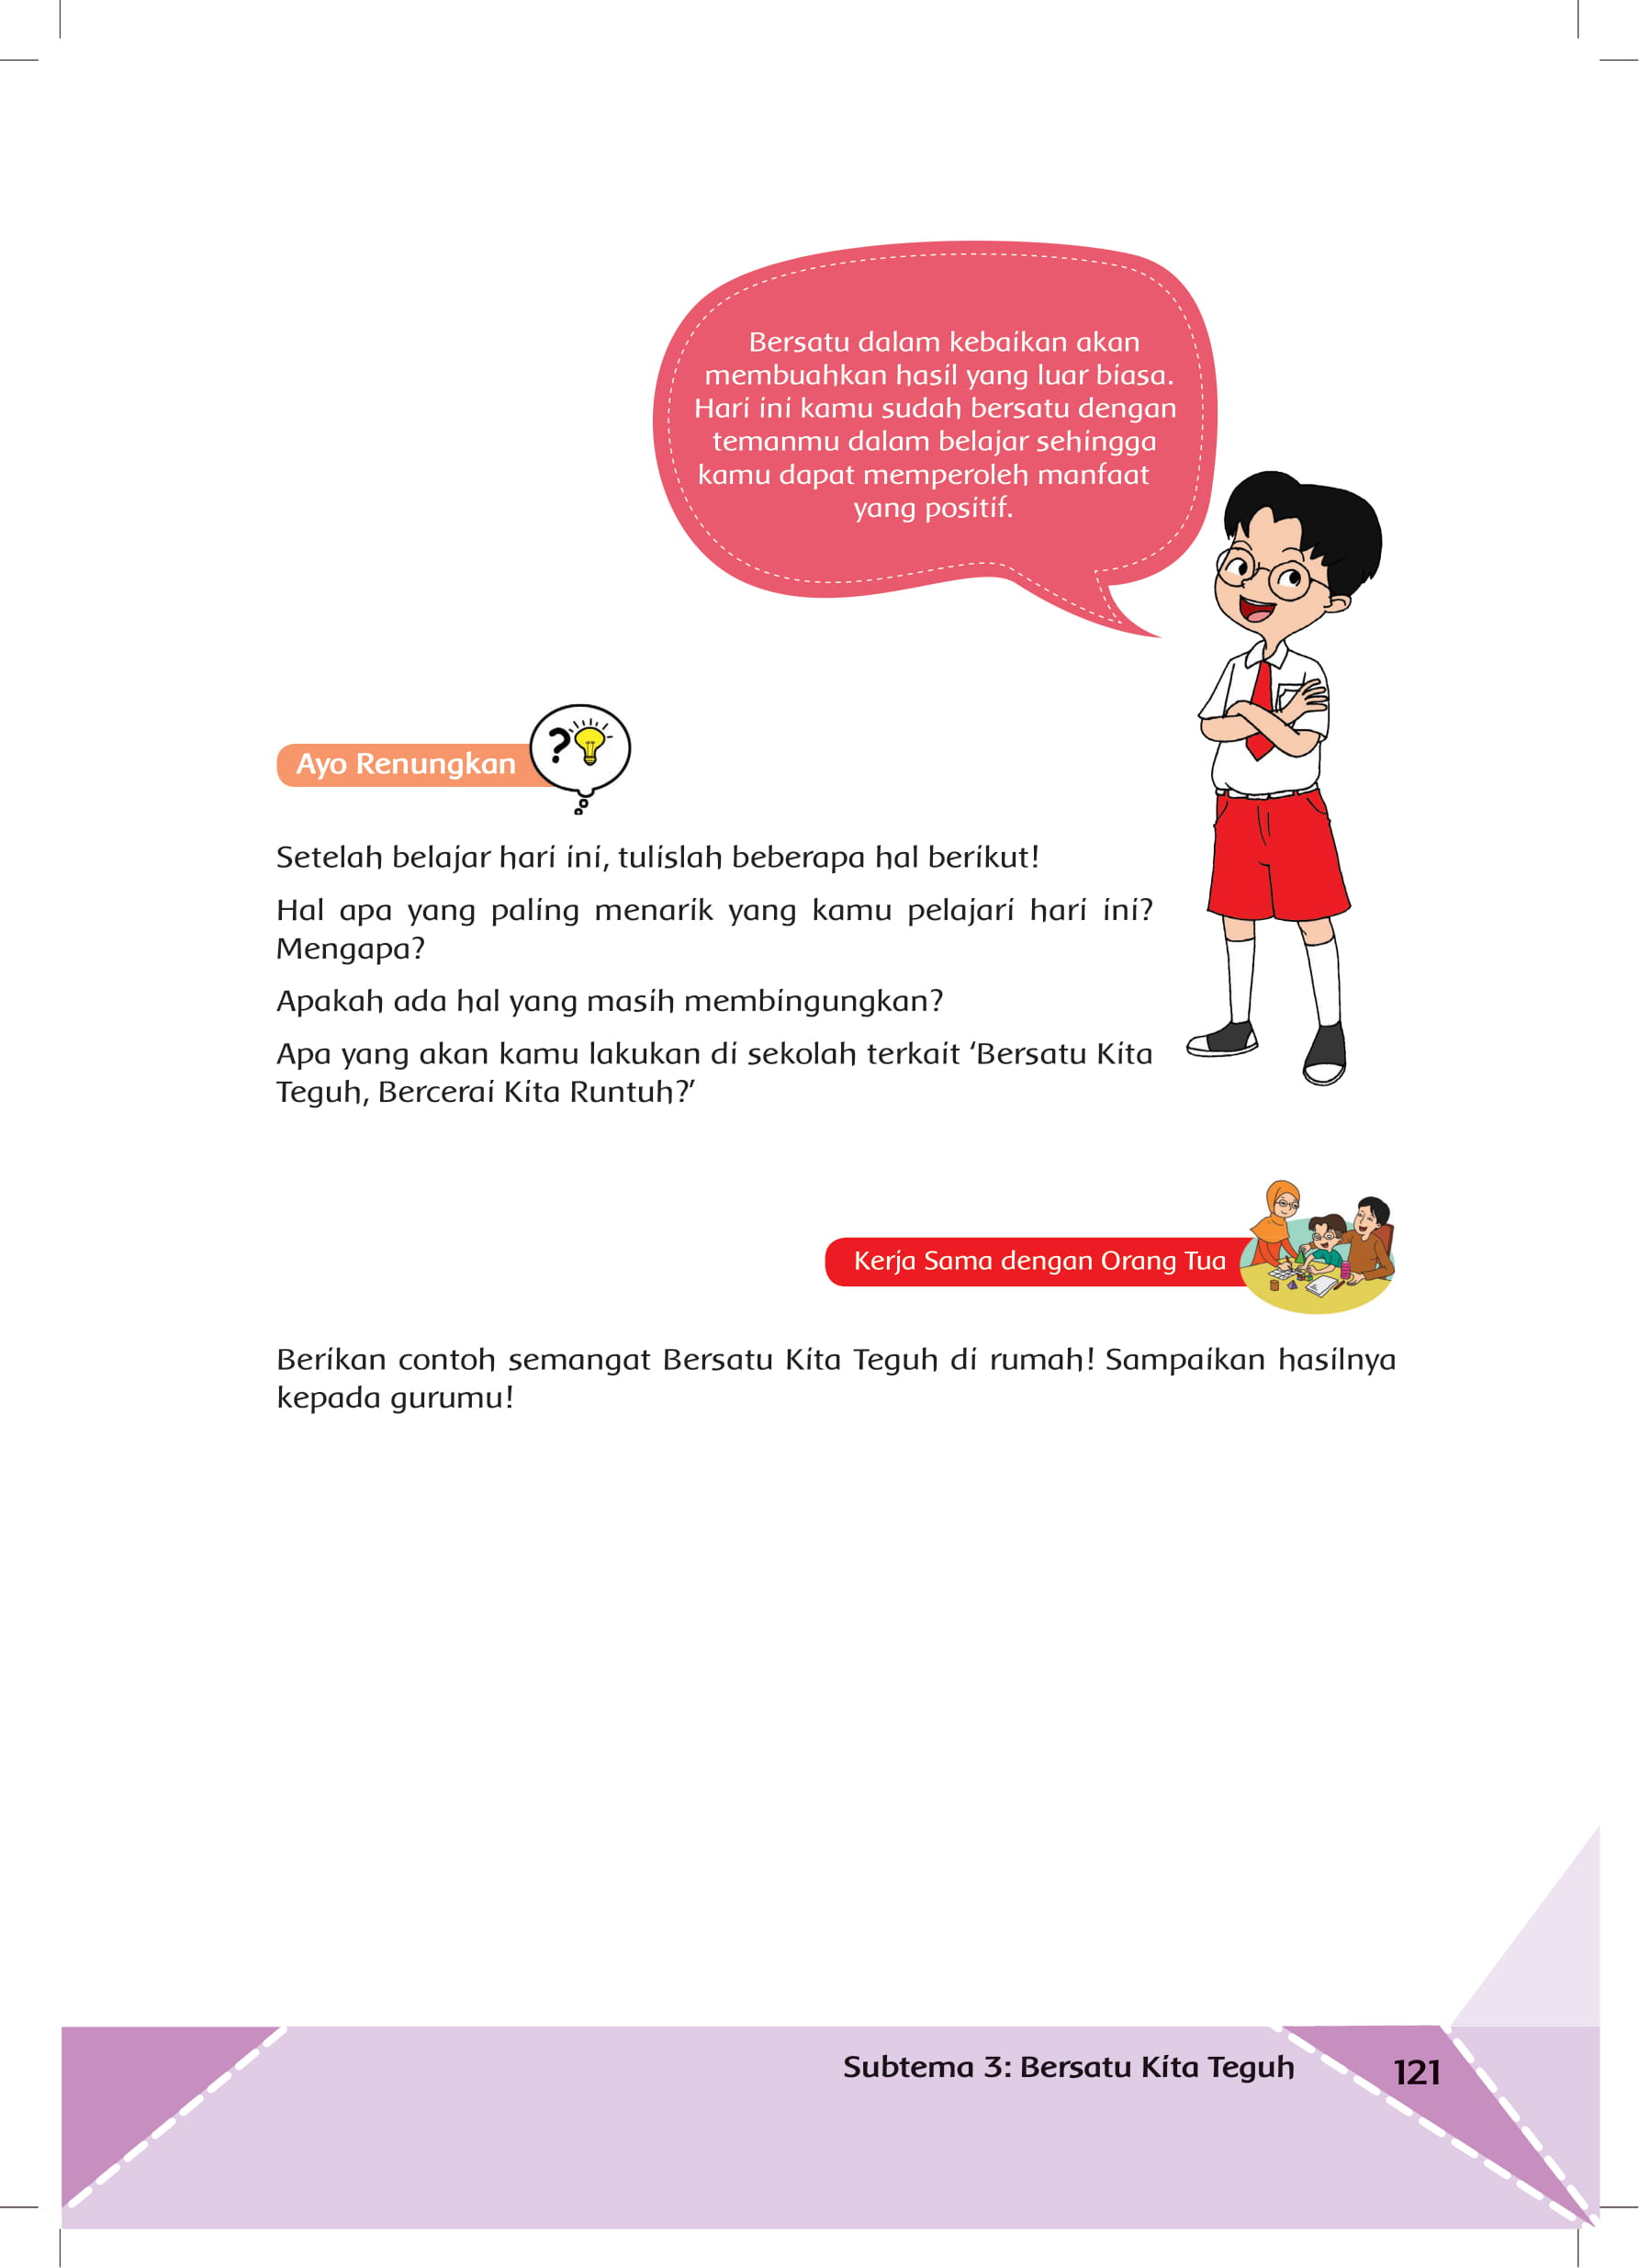 Bersatu dalam kebaikan akan
membuahkan hasil yang luar biasa.
Hari ini kamu sudah bersatu dengan
temanmu dalam belajar sehingga
kamu dapat memperoleh manfaat
yang positif.
Ayo Renungkan
Setelah belajar hari ini, tulislah beberapa hal berikut!
Hal apa yang paling menarik yang kamu pelajari hari ini?
Mengapa?
Apakah ada hal yang masih membingungkan?
Apa yang akan kamu lakukan di sekolah terkait ‘Bersatu Kita
Teguh, Bercerai Kita Runtuh?’
Kerja Sama dengan Orang Tua
Berikan contoh semangat Bersatu Kita Teguh di rumah! Sampaikan hasilnya
kepada gurumu!
Subtema 3: Bersatu Kita Teguh
121